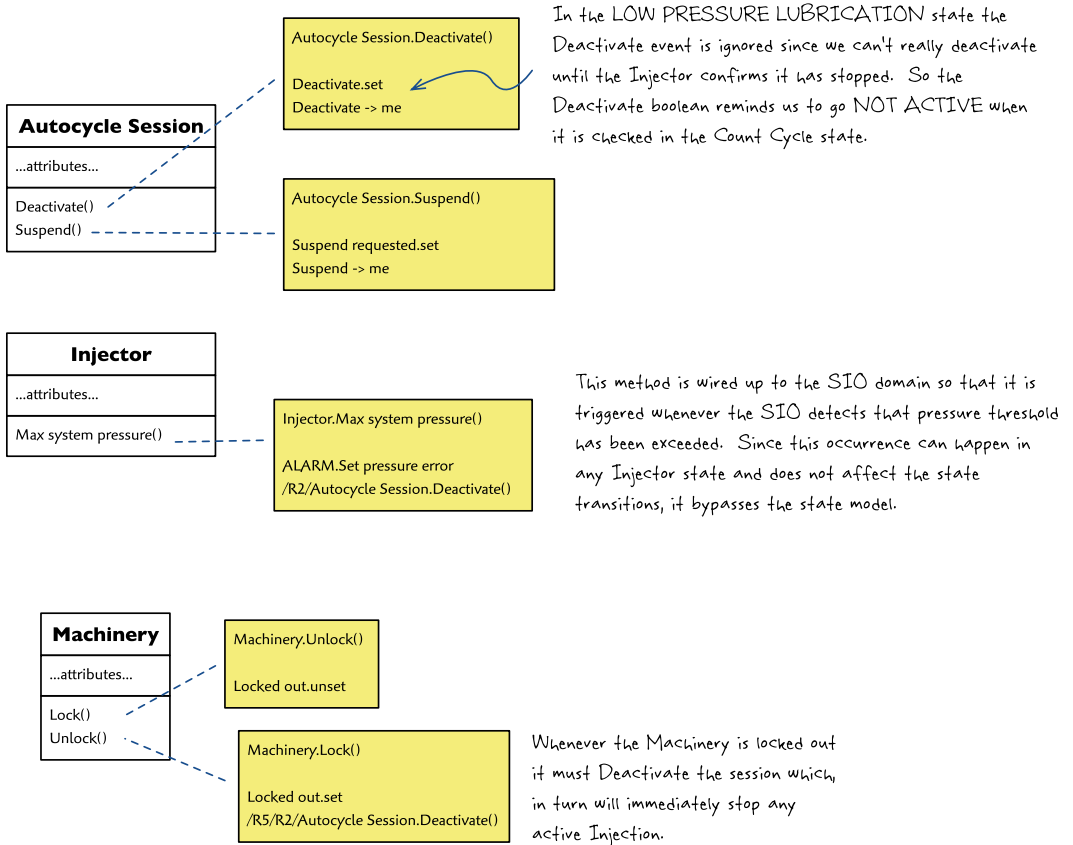 Autocycle Session
...attributes...
Deactivate()
Suspend()
Autocycle Session.Deactivate()
Deactivate.set
Deactivate -> me
In the LOW PRESSURE LUBRICATION state the
Deactivate event is ignored since we can't really deactivate
until the Injector confirms it has stopped. So the
Deactivate boolean reminds us to go NOT ACTIVE when
it is checked in the Count Cycle state.
Autocycle Session.Suspend()
Suspend requested.set
Suspend -> me
Injector
...attributes...
Max system pressure()
Injector.Max system pressure()
ALARM.Set pressure error
/R2/Autocycle Session.Deactivate()
This method is wired up to the SIO domain so that it is
triggered whenever the SIO detects that pressure threshold
has been exceeded. Since this occurrence can happen in
any Injector state and does not affect the state
transitions, it bypasses the state model.
Machinery
...attributes...
Lock()
Unlock()
Machinery.Unlock()
Locked out.unset
Machinery.Lock()
Locked out.set
/R5/R2/Autocycle Session.Deactivate()
Whenever the Machinery is locked out
it must Deactivate the session which,
in turn will immediately stop any
active Injection.